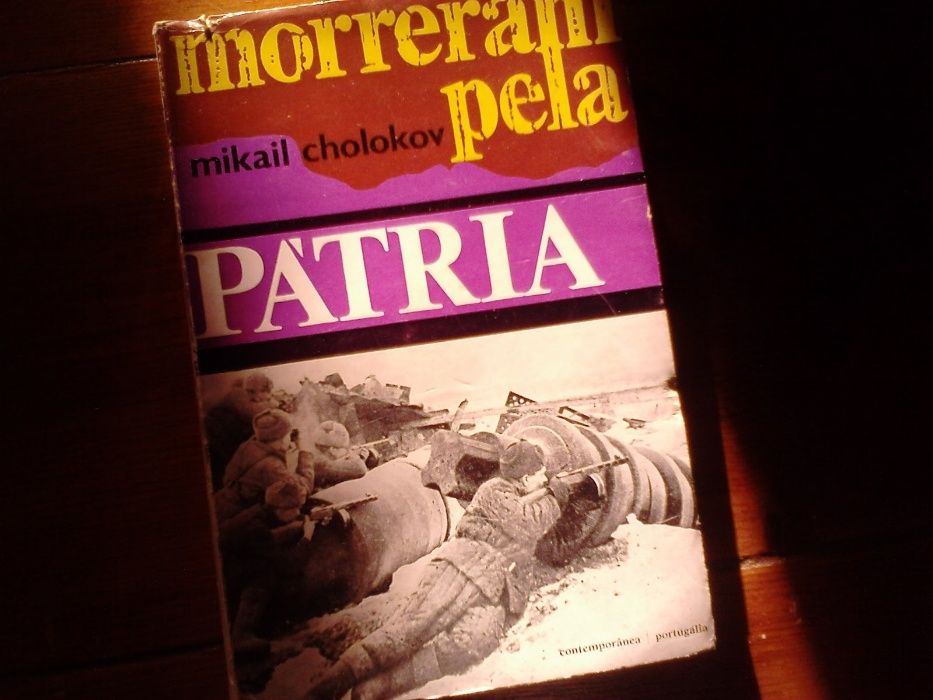 morreram
pela
mikail cholokov
PÁTRIA
contemporânea | portugália